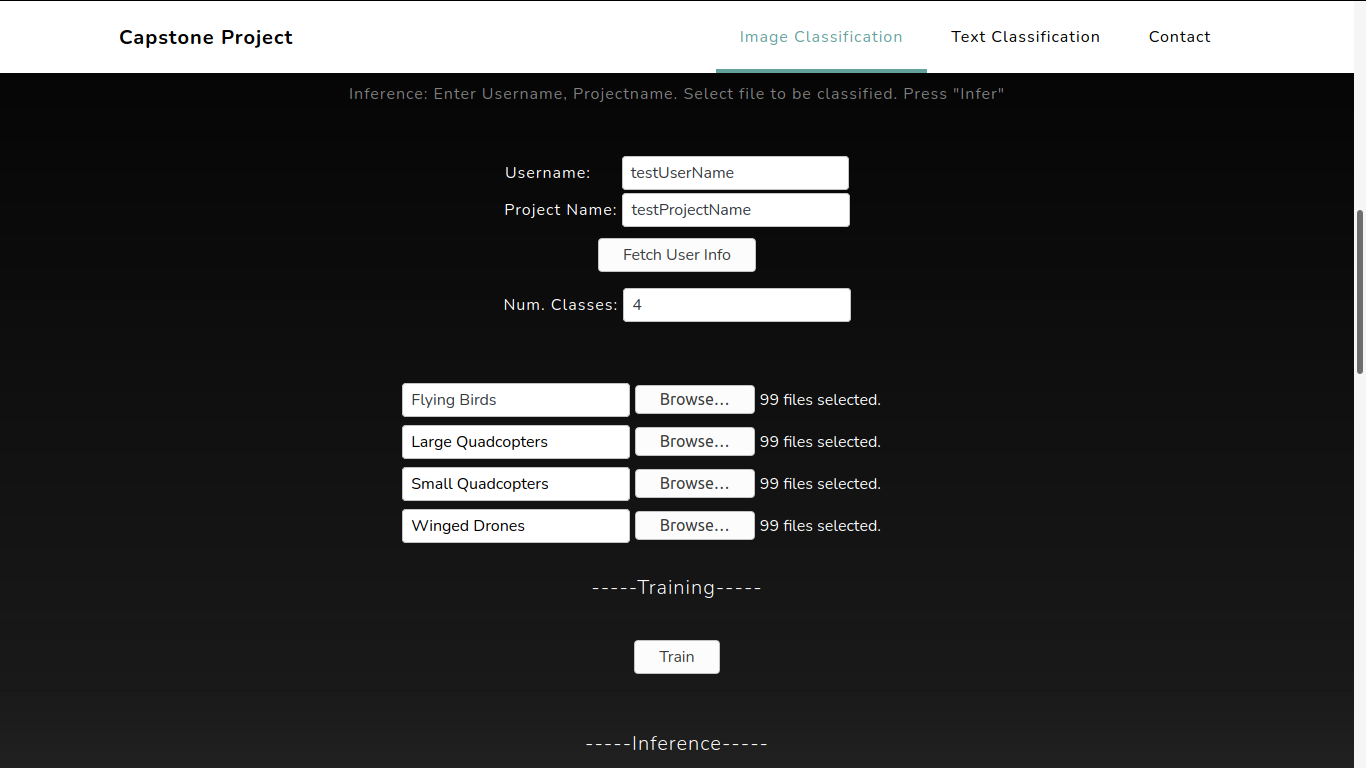 Capstone Project Image Classification Text Classification Contact
Inference: Enter Username, Projectname. Select file to be classified. Press "Infer"
Username: testUserName
Project Name: testProjectName
Fetch User Info
Num. Classes: 4
Flying Birds Browse... 99 files selected.
Large Quadcopters Browse... 99 files selected.
Small Quadcopters Browse... 99 files selected.
Winged Drones Browse... 99 files selected.
-----Training-----
Train
-----Inference-----